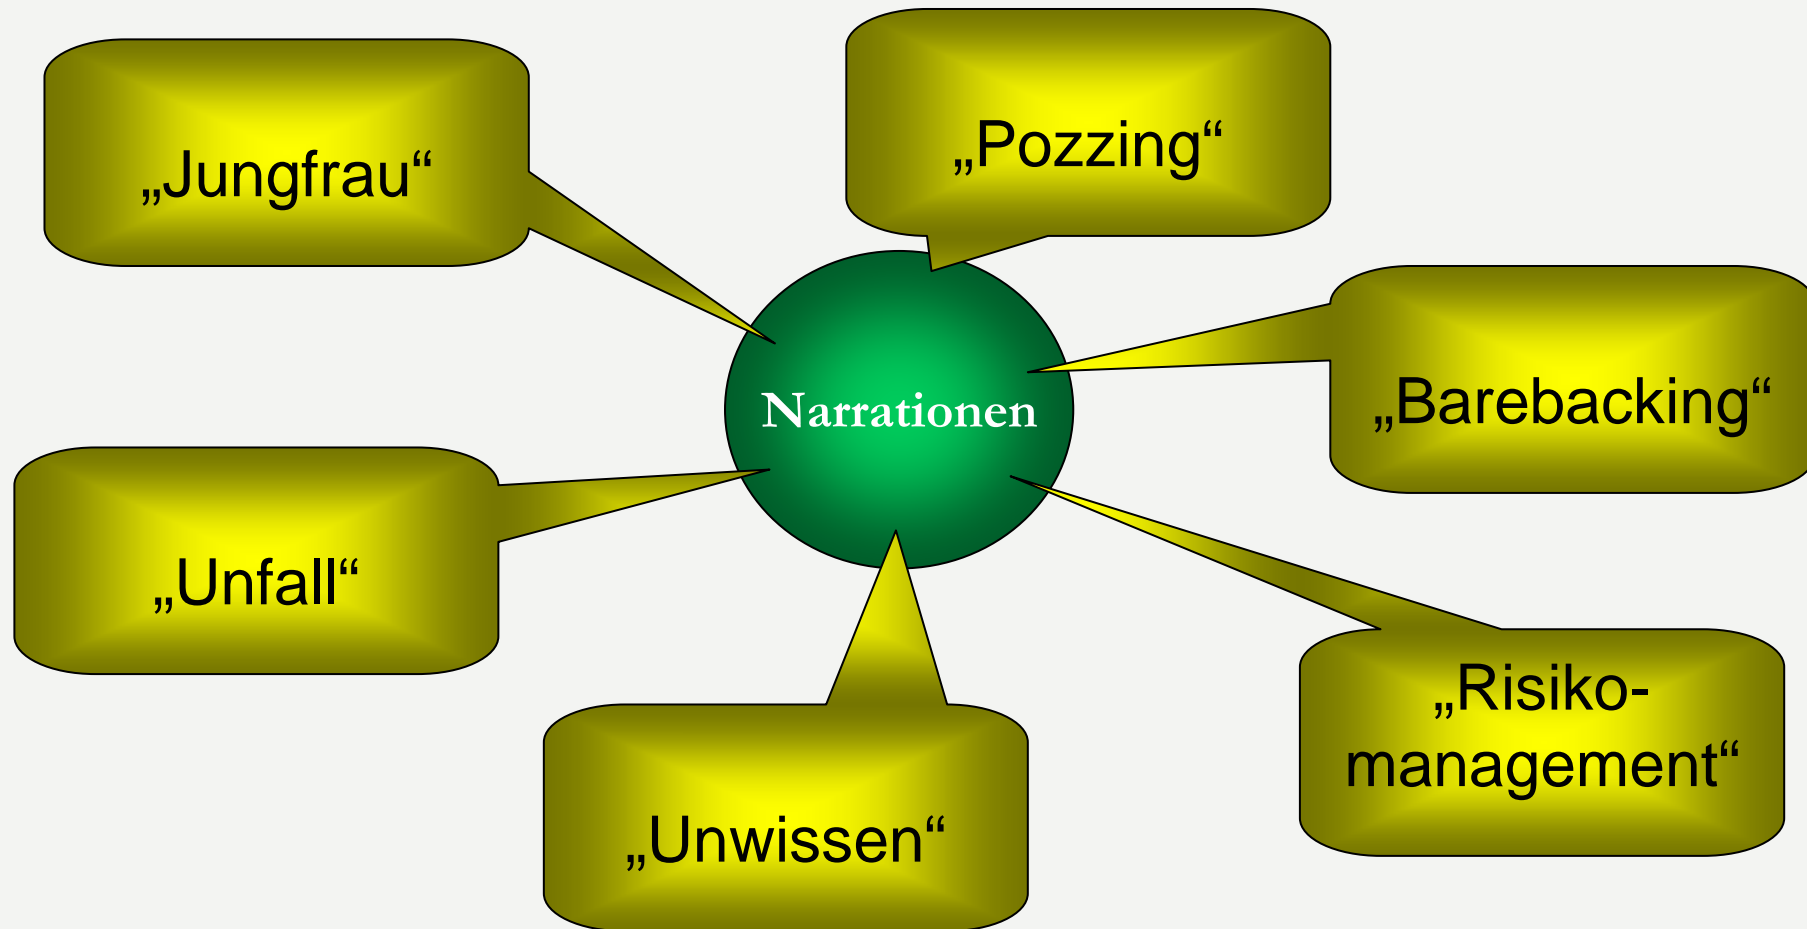 „Jungfrau“
„Pozzing“
„Barebacking“
Narrationen
„Unfall“
„Risiko-
management“
„Unwissen“